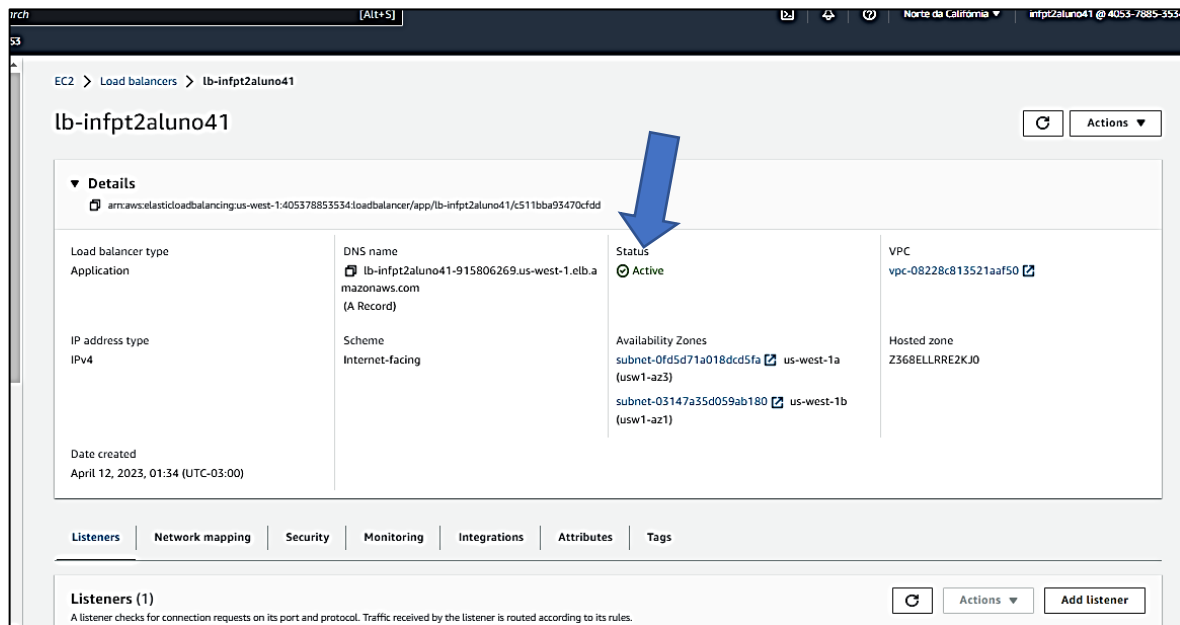 [Alt+S]
Norte da Califórnia ▼
infpt2aluno41 @ 4053-7885-353
53
EC2 > Load balancers > lb-infpt2aluno41
lb-infpt2aluno41
Actions ▼
▼ Details
arn:aws:elasticloadbalancing:us-west-1:405378853534:loadbalancer/app/lb-infpt2aluno41/c511bba93470cfdd
Load balancer type
Application
DNS name
lb-infpt2aluno41-915806269.us-west-1.elb.a
mazonaws.com
(A Record)
Status
Active
VPC
vpc-08228c813521aaf50
IP address type
IPv4
Scheme
Internet-facing
Availability Zones
subnet-0fd5d71a018dcd5fa us-west-1a
(usw1-az3)
subnet-03147a35d059ab180 us-west-1b
(usw1-az1)
Hosted zone
Z368ELLRRE2KJ0
Date created
April 12, 2023, 01:34 (UTC-03:00)
Listeners
Network mapping
Security
Monitoring
Integrations
Attributes
Tags
Listeners (1)
A listener checks for connection requests on its port and protocol. Traffic received by the listener is routed according to its rules.
Actions ▼
Add listener